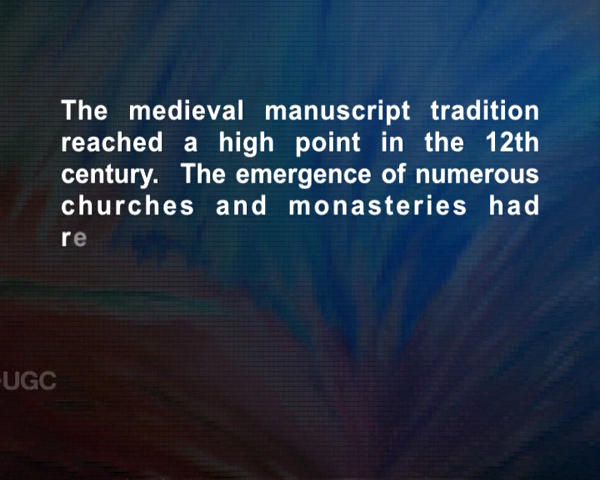 The medieval manuscript tradition
reached a high point in the 12th
century. The emergence of numerous
churches and monasteries had
re
UGC